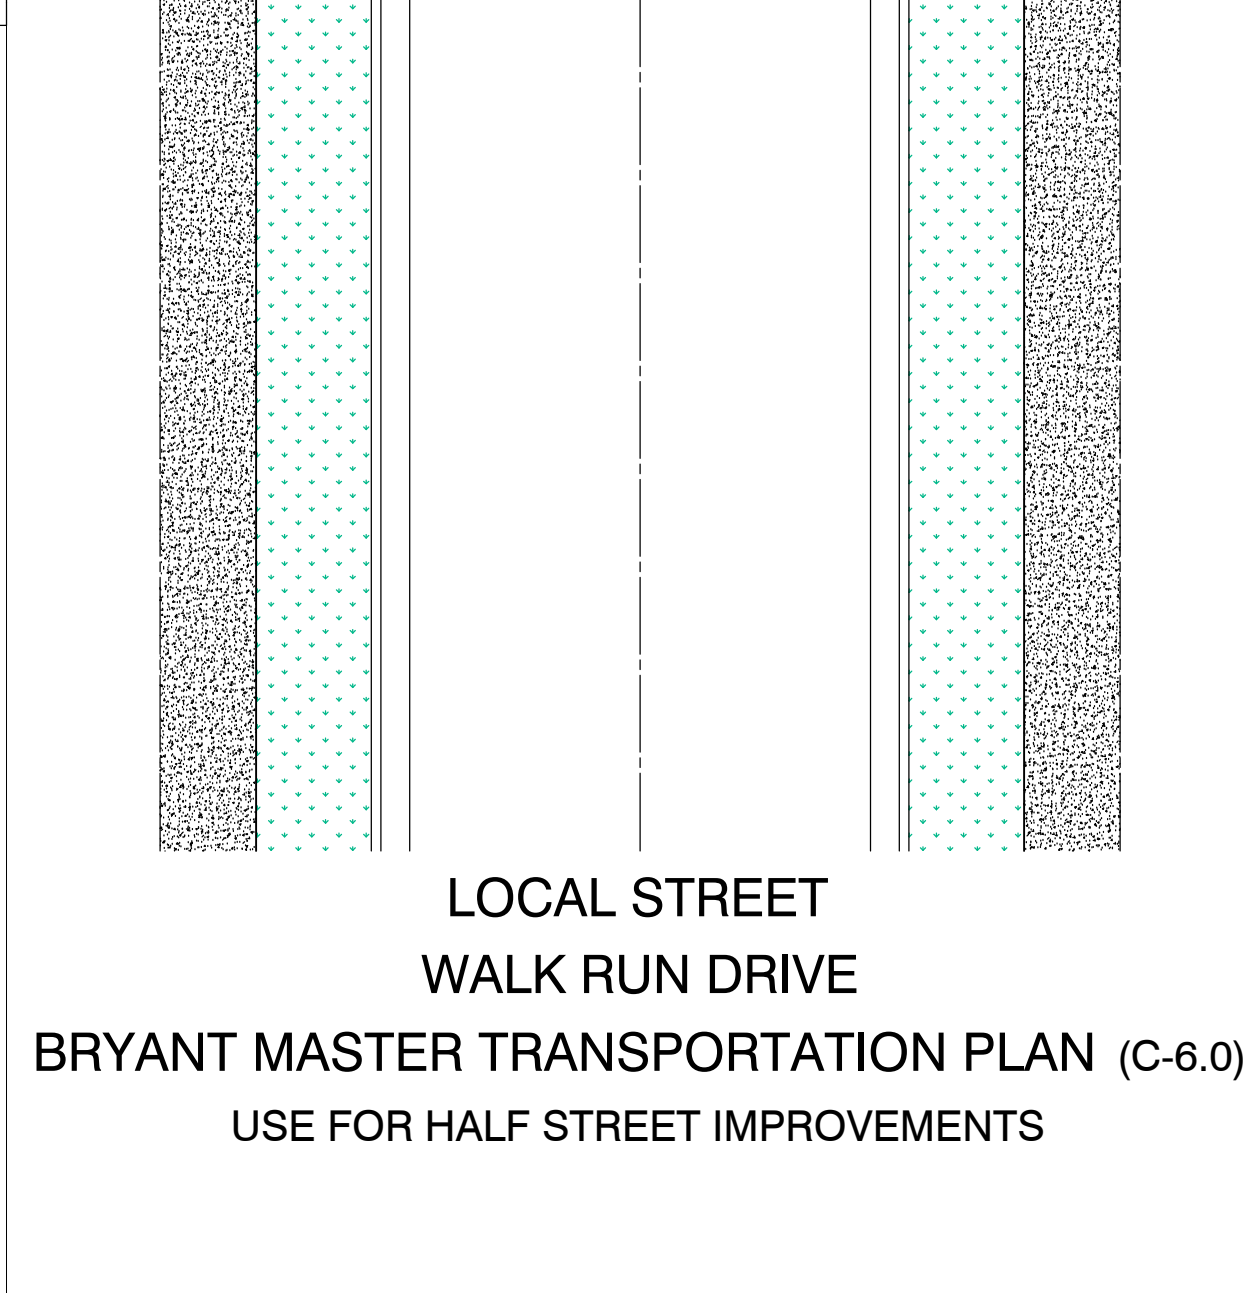 LOCAL STREET
WALK RUN DRIVE
BRYANT MASTER TRANSPORTATION PLAN (C-6.0)
USE FOR HALF STREET IMPROVEMENTS